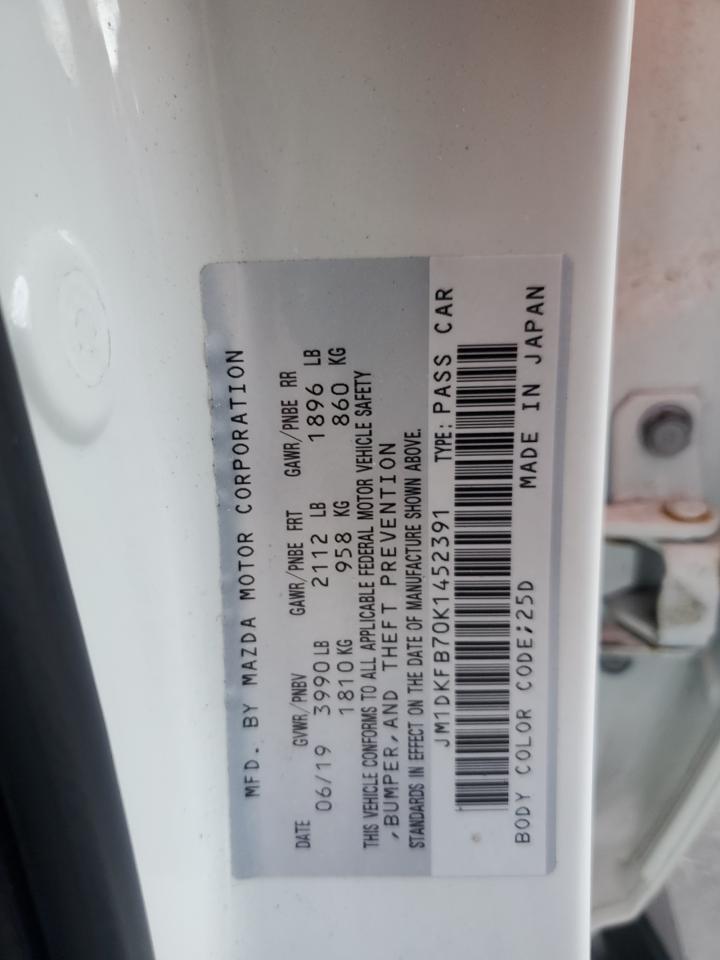 MFD. BY MAZDA MOTOR CORPORATION
DATE GVWR/PNBV GAWR/PNBE FRT GAWR/PNBE RR
06/19 3990 LB 2112 LB 1896 LB
1810 KG 958 KG 860 KG
THIS VEHICLE CONFORMS TO ALL APPLICABLE FEDERAL MOTOR VEHICLE SAFETY
,BUMPER,AND THEFT PREVENTION
STANDARDS IN EFFECT ON THE DATE OF MANUFACTURE SHOWN ABOVE.
JM1DKFB70K1452391 TYPE: PASS CAR
BODY COLOR CODE;25D MADE IN JAPAN